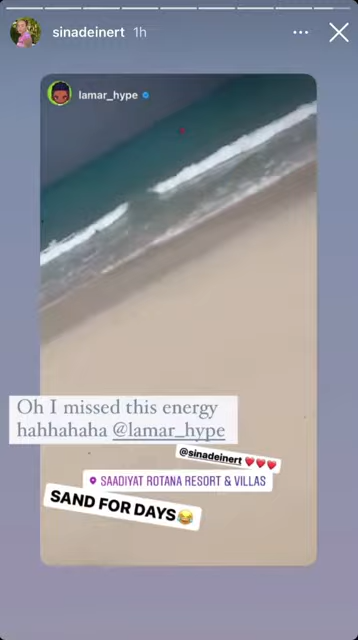 sinadeinert 1h
lamar_hype
Oh I missed this energy
hahhahaha @lamar_hype
@sinadeinert ❤️❤️❤️
SAADIYAT ROTANA RESORT & VILLAS
SAND FOR DAYS😂